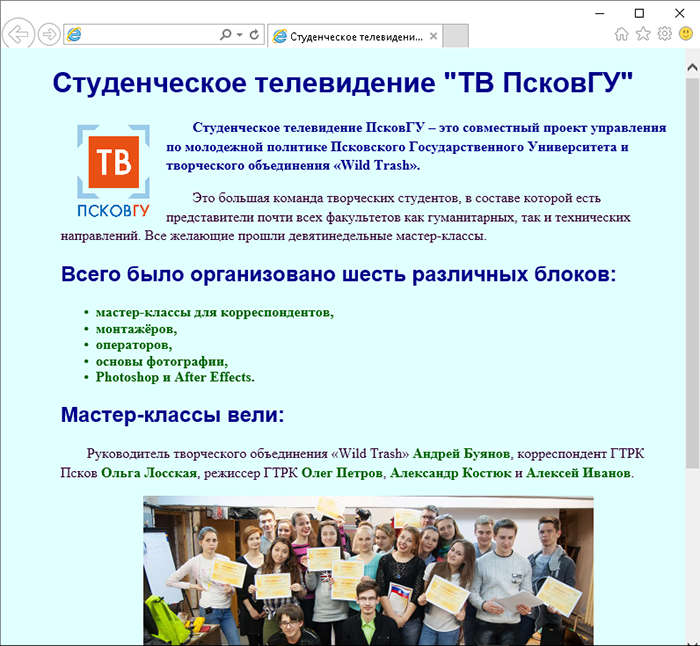 Студенческое телевидени...
Студенческое телевидение "ТВ ПсковГУ"
ТВ
ПСКОВГУ
Студенческое телевидение ПсковГУ – это совместный проект управления
по молодежной политике Псковского Государственного Университета и
творческого объединения «Wild Trash».
Это большая команда творческих студентов, в составе которой есть
представители почти всех факультетов как гуманитарных, так и технических
направлений. Все желающие прошли девятинедельные мастер-классы.
Всего было организовано шесть различных блоков:
• мастер-классы для корреспондентов,
• монтажёров,
• операторов,
• основы фотографии,
• Photoshop и After Effects.
Мастер-классы вели:
Руководитель творческого объединения «Wild Trash» Андрей Буянов, корреспондент ГТРК
Псков Ольга Лосская, режиссер ГТРК Олег Петров, Александр Костюк и Алексей Иванов.